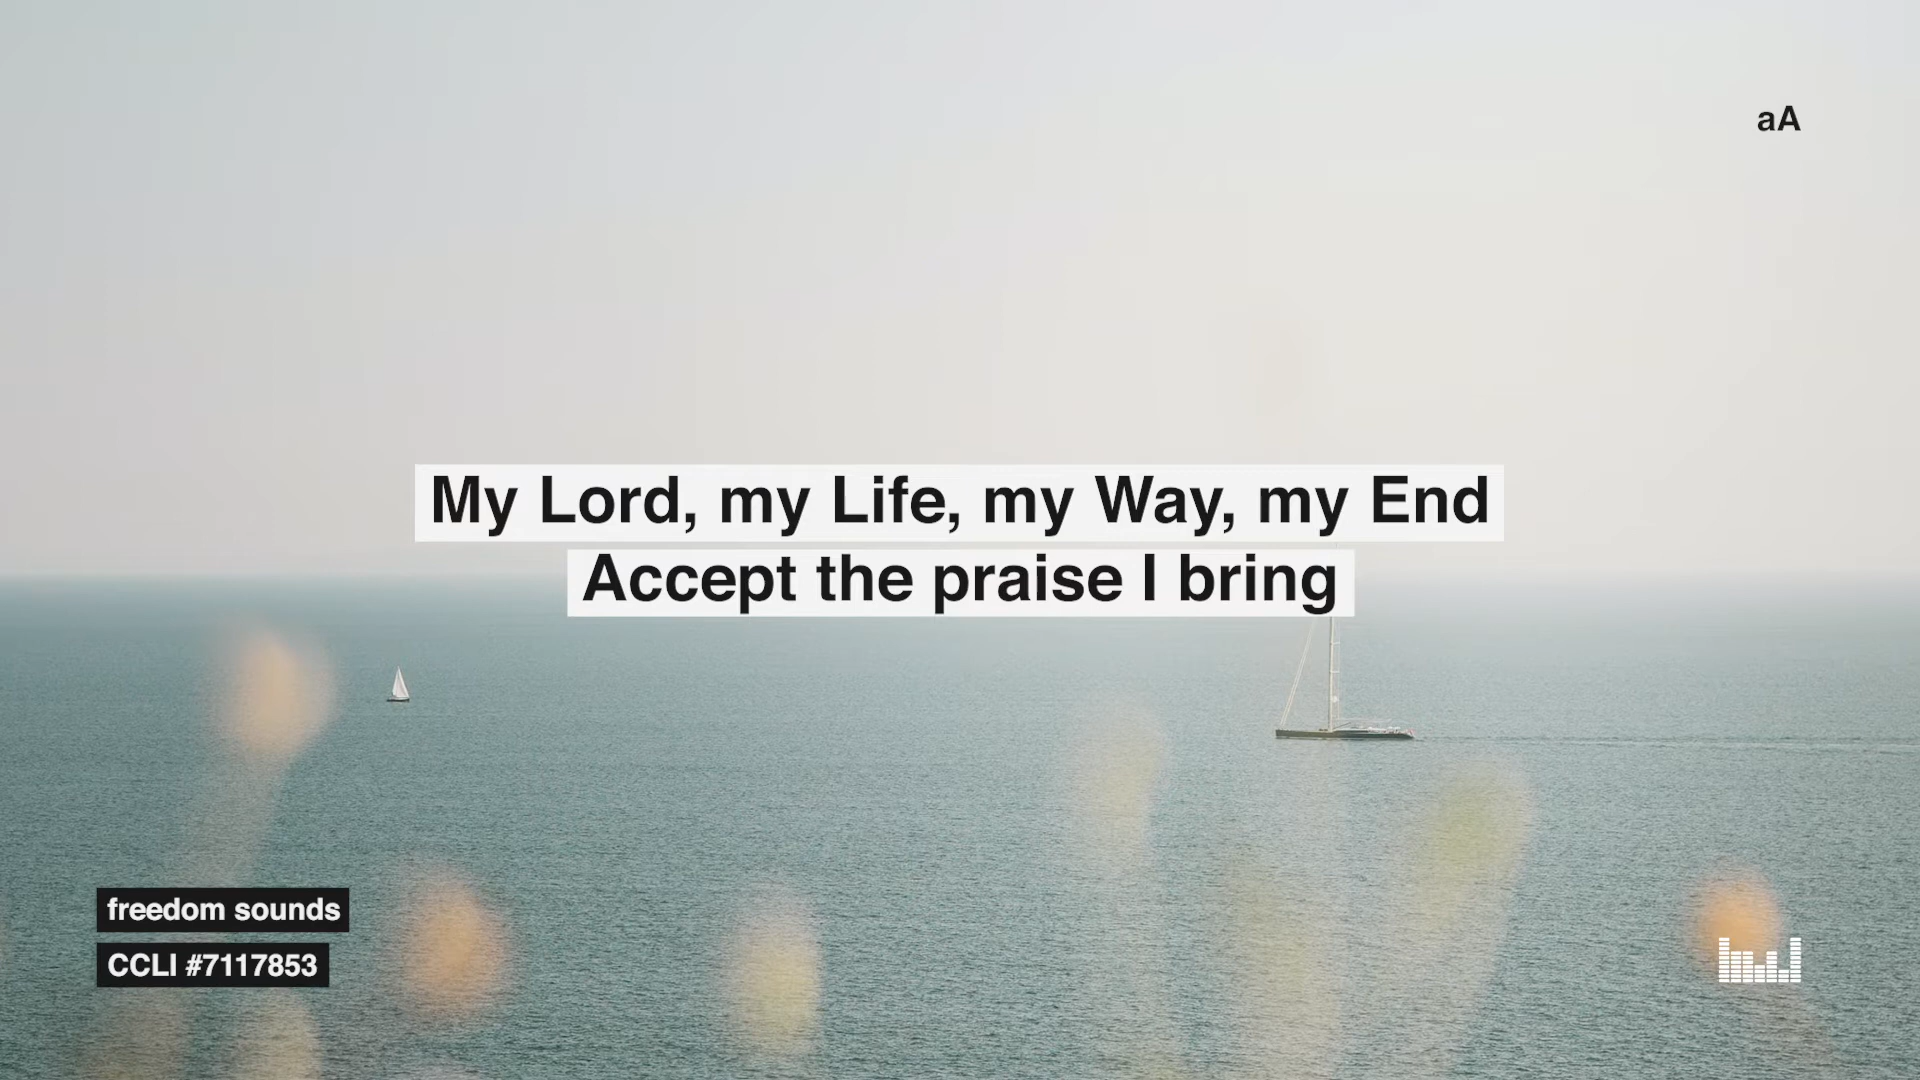 aA
My Lord, my Life, my Way, my End
Accept the praise I bring
freedom sounds
CCLI #7117853